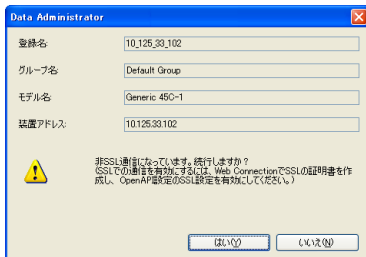 Data Administrator
登録名: 10_125_33_102
グループ名: Default Group
モデル名: Generic 45C-1
装置アドレス: 10.125.33.102
非SSL通信になっています。続行しますか?
(SSLでの通信を有効にするには、Web ConnectionでSSLの証明書を作
成し、OpenAPI設定のSSL設定を有効にしてください。)
はい(Y) いいえ(N)